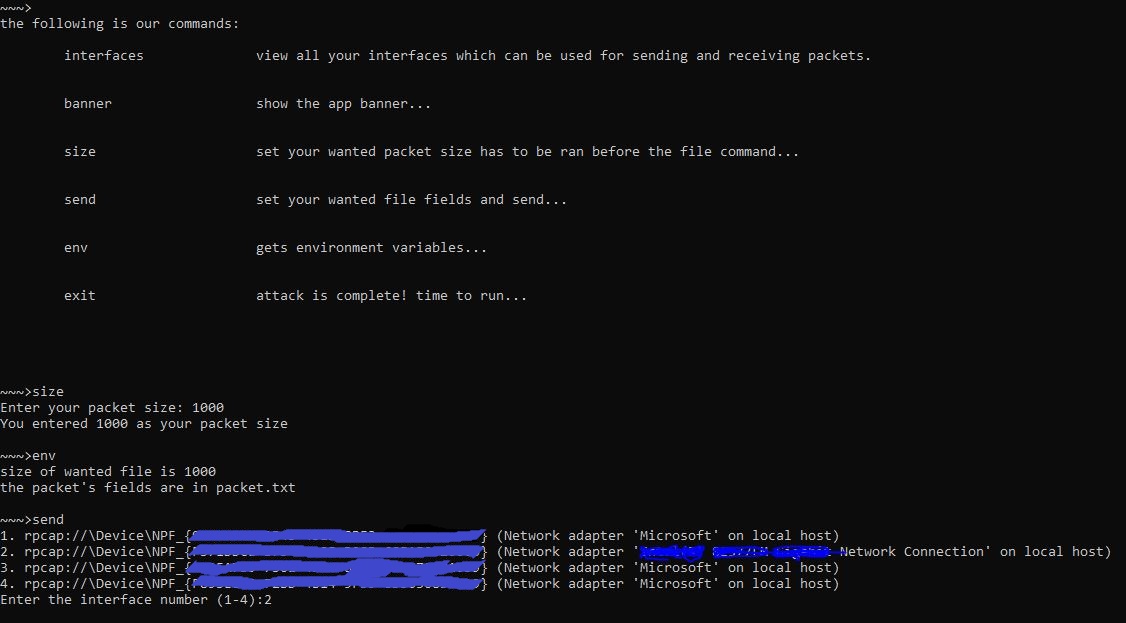 ~~~>
the following is our commands:
interfaces view all your interfaces which can be used for sending and receiving packets.
banner show the app banner...
size set your wanted packet size has to be ran before the file command...
send set your wanted file fields and send...
env gets environment variables...
exit attack is complete! time to run...
~~~>size
Enter your packet size: 1000
You entered 1000 as your packet size
~~~>env
size of wanted file is 1000
the packet's fields are in packet.txt
~~~>send
1. rpcap://\Device\NPF_{ } (Network adapter 'Microsoft' on local host)
2. rpcap://\Device\NPF_{ } (Network adapter ' Network Connection' on local host)
3. rpcap://\Device\NPF_{ } (Network adapter 'Microsoft' on local host)
4. rpcap://\Device\NPF_{ } (Network adapter 'Microsoft' on local host)
Enter the interface number (1-4):2